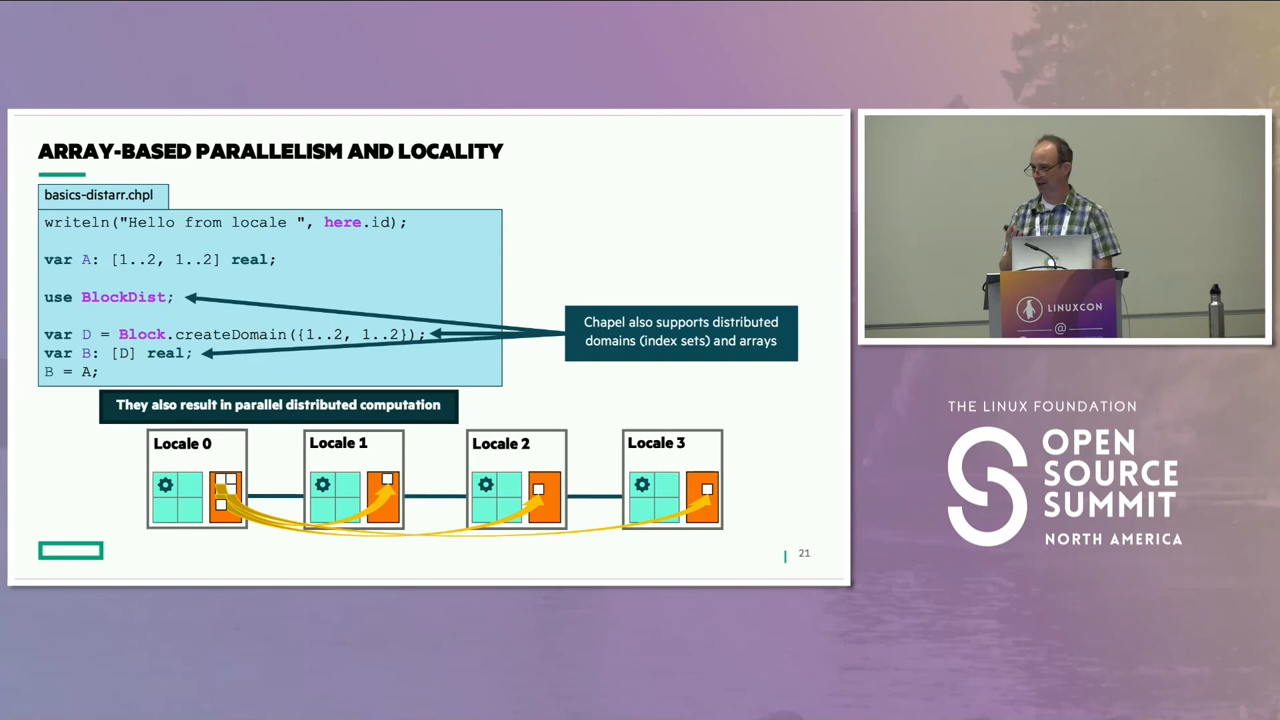 ARRAY-BASED PARALLELISM AND LOCALITY
basics-distarr.chpl
writeln("Hello from locale ", here.id);
var A: [1..2, 1..2] real;
use BlockDist;
var D = Block.createDomain({1..2, 1..2});
var B: [D] real;
B = A;
Chapel also supports distributed
domains (index sets) and arrays
They also result in parallel distributed computation
Locale 0
Locale 1
Locale 2
Locale 3
21
LINUXCON
@
THE LINUX FOUNDATION
OPEN
SOURCE
SUMMIT
NORTH AMERICA